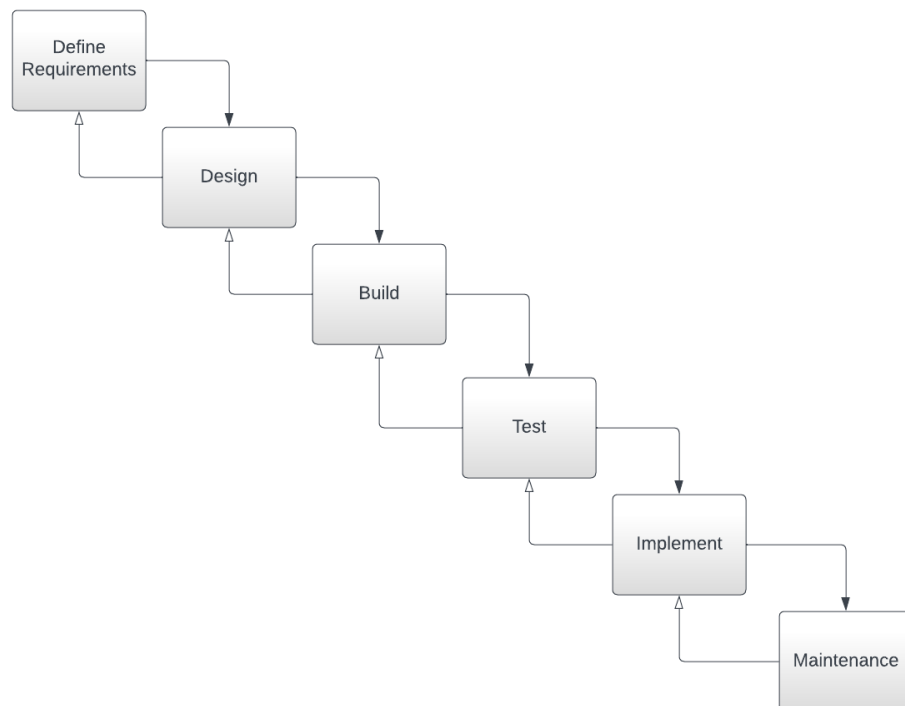 Define
Requirements
Design
Build
Test
Implement
Maintenance